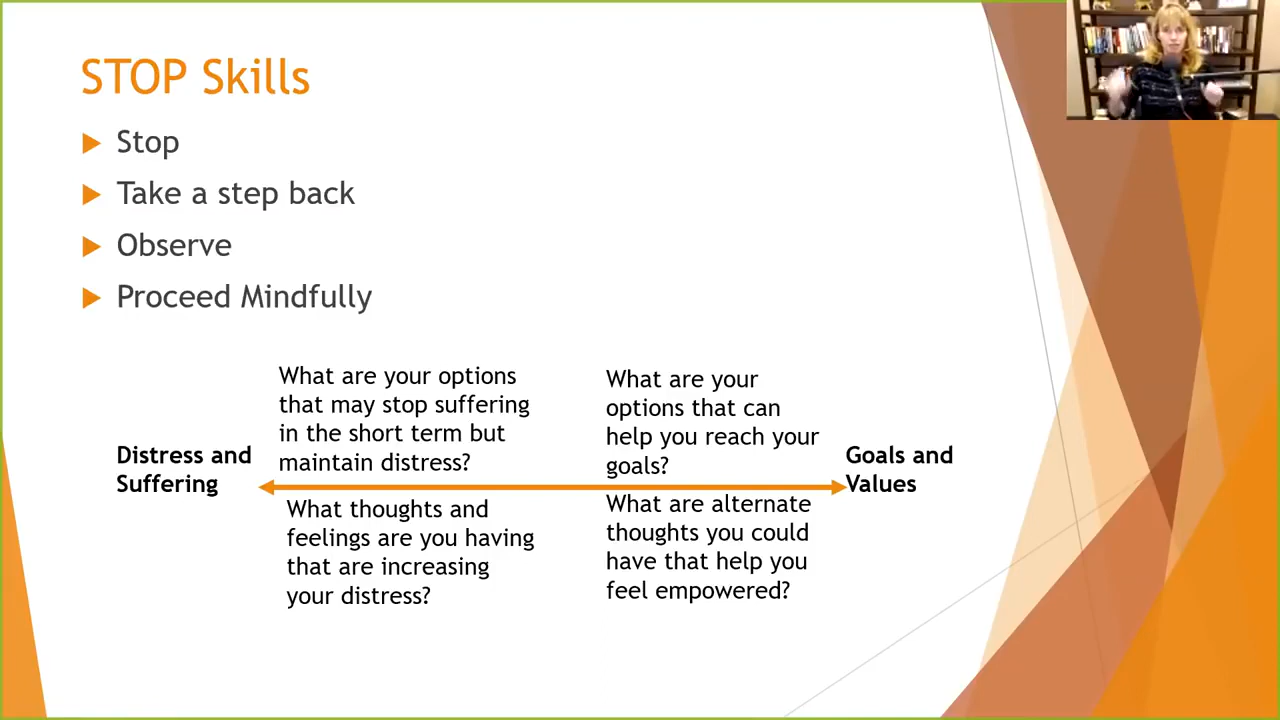 STOP Skills
Stop
Take a step back
Observe
Proceed Mindfully
What are your options
that may stop suffering
in the short term but
maintain distress?
What are your
options that can
help you reach your
goals?
Distress and
Suffering
Goals and
Values
What thoughts and
feelings are you having
that are increasing
your distress?
What are alternate
thoughts you could
have that help you
feel empowered?